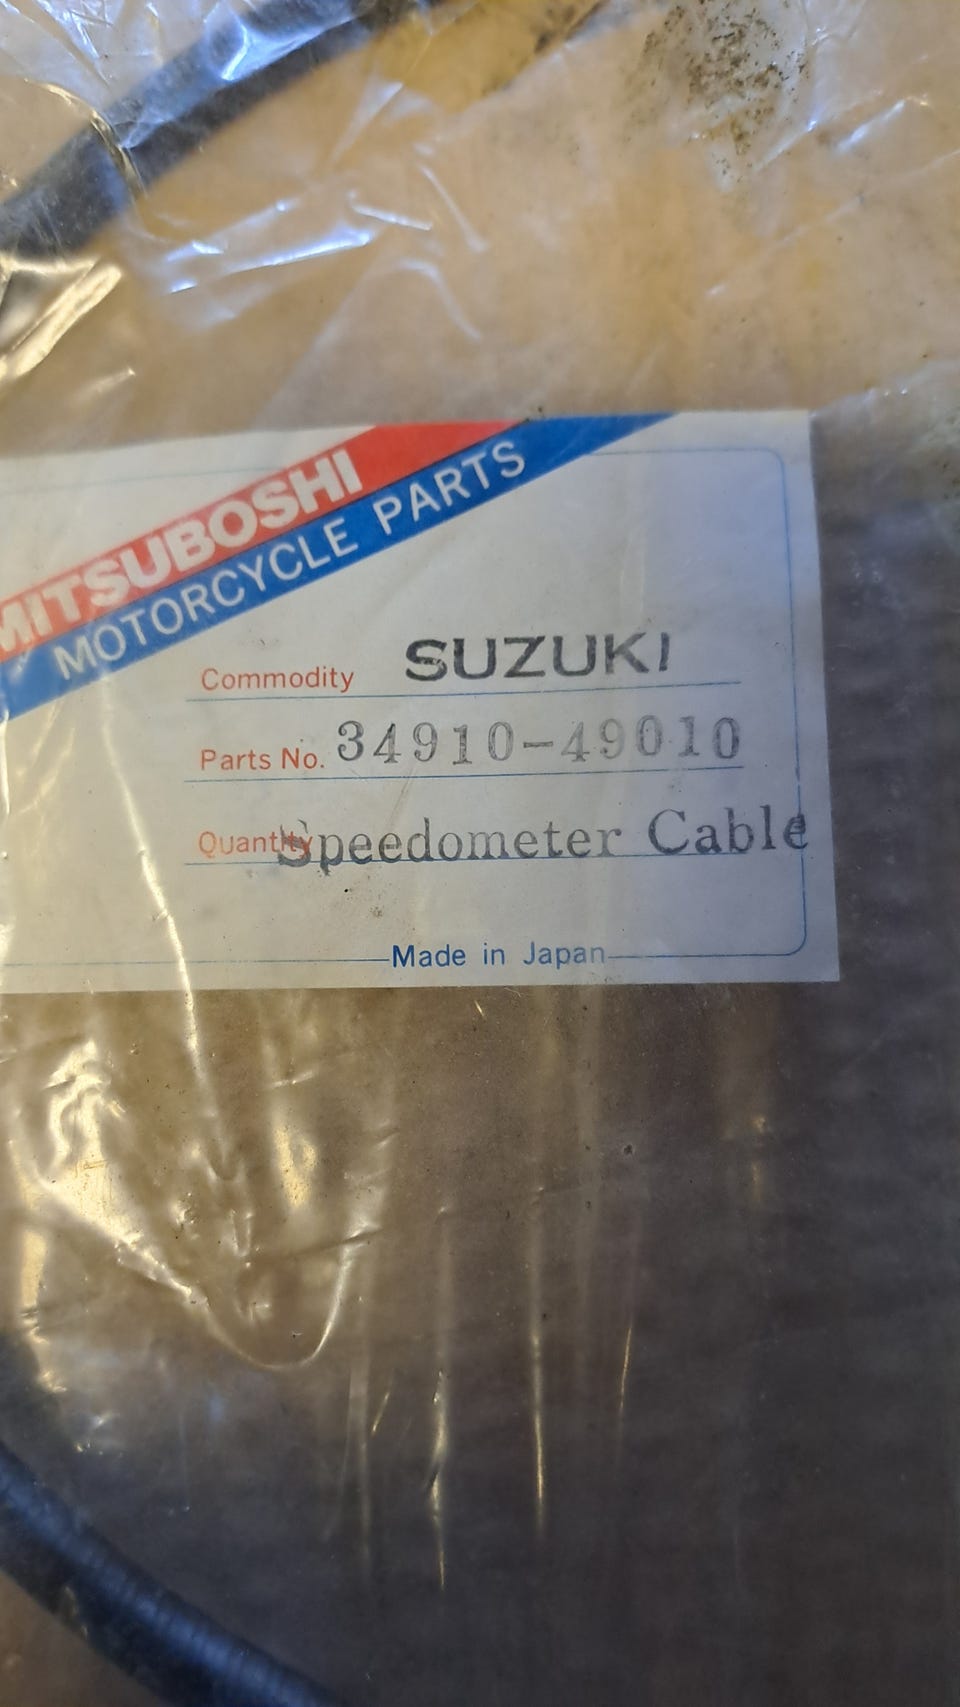 MITSUBOSHI
MOTORCYCLE PARTS
Commodity SUZUKI
Parts No. 34910-49010
Quantity Speedometer Cable
Made in Japan